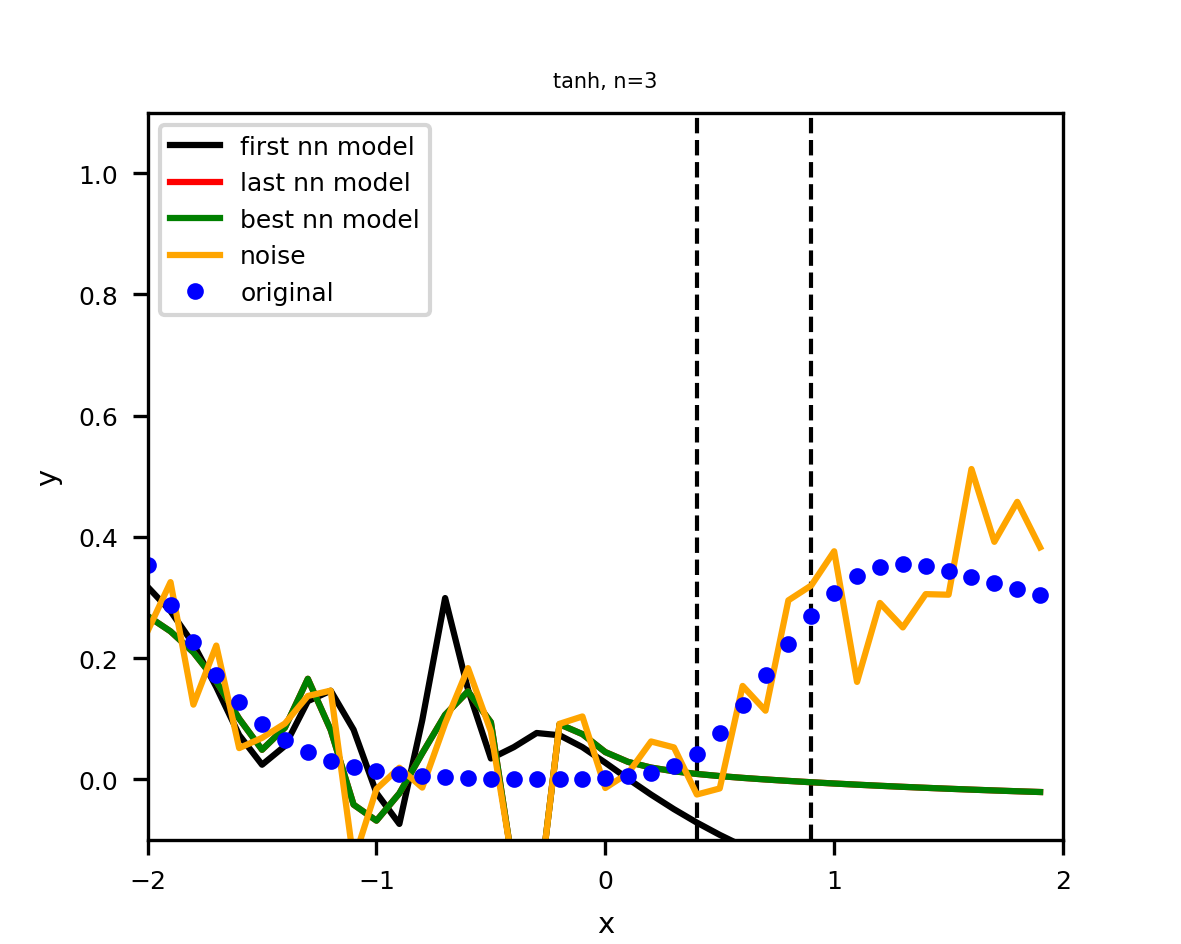 tanh, n=3
first nn model
last nn model
best nn model
noise
original
1.0
0.8
0.6
0.4
0.2
0.0
y
−2
−1
0
1
2
x